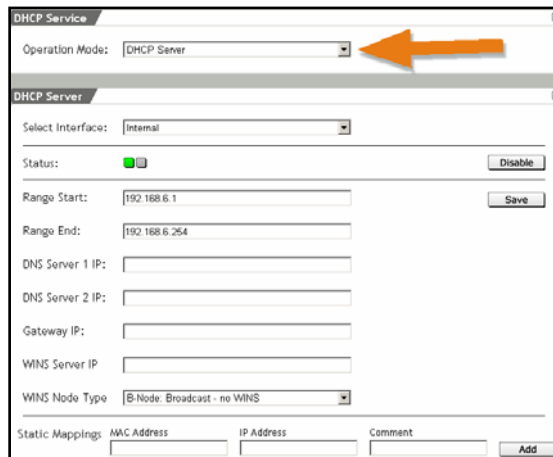 DHCP Service
Operation Mode: DHCP Server
DHCP Server
Select Interface: Internal
Status: Disable
Range Start: 192.168.6.1 Save
Range End: 192.168.6.254
DNS Server 1 IP:
DNS Server 2 IP:
Gateway IP:
WINS Server IP
WINS Node Type B-Node: Broadcast - no WINS
Static Mappings MAC Address IP Address Comment
Add